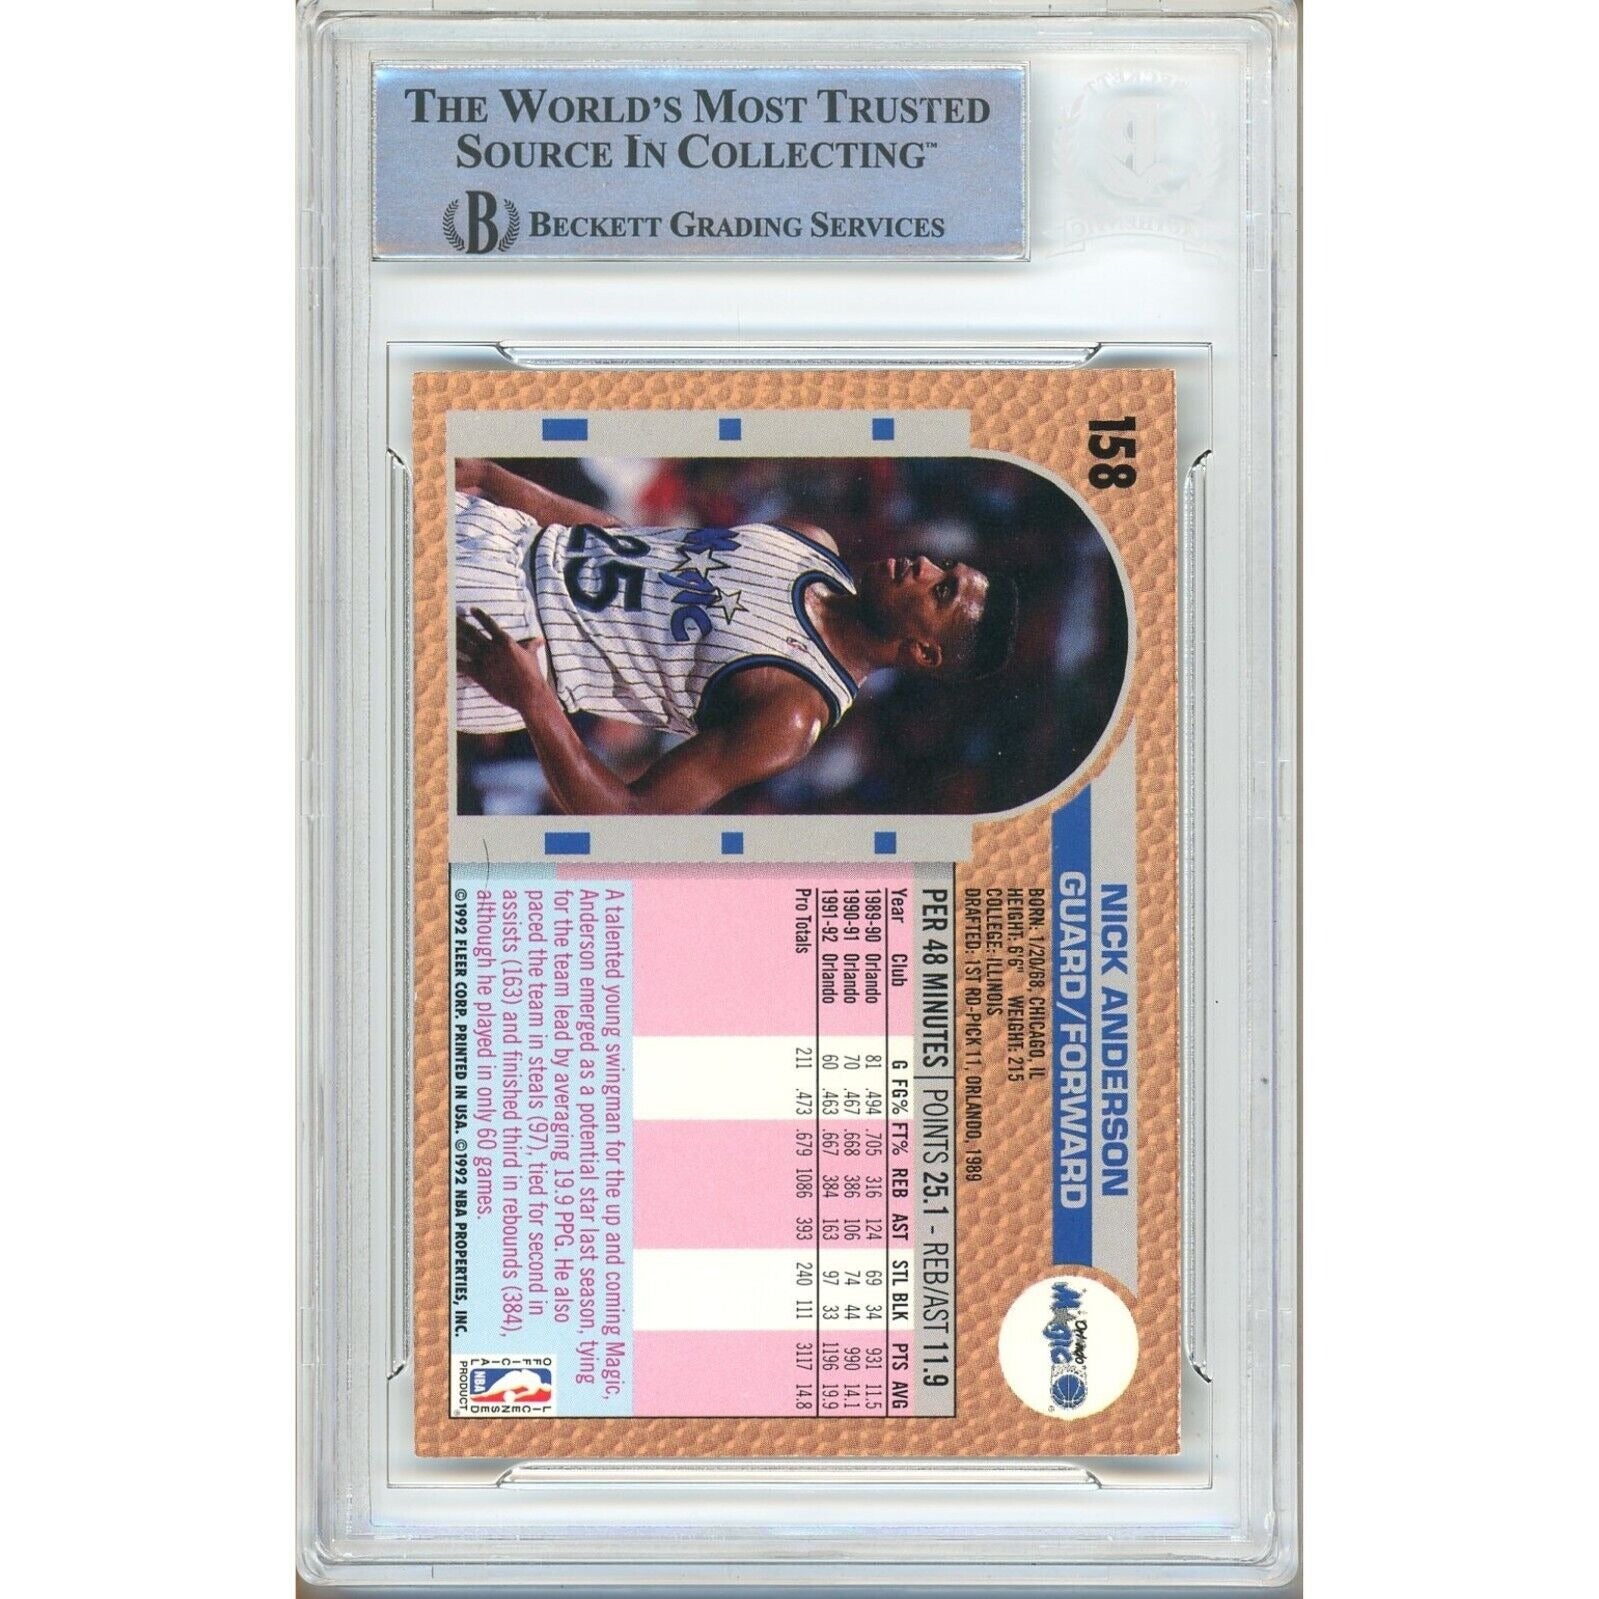 THE WORLD'S MOST TRUSTED
SOURCE IN COLLECTING™
B BECKETT GRADING SERVICES
158
MAGIC
25
NICK ANDERSON
GUARD/FORWARD
Orlando
Magic
BORN: 1/20/68, CHICAGO, IL
HEIGHT: 6'6" WEIGHT: 215
COLLEGE: ILLINOIS
DRAFTED: 1ST RD-PICK 11, ORLANDO, 1989
PER 48 MINUTES | POINTS 25.1 - REB/AST 11.9
Year Club G FG% FT% REB AST STL BLK PTS AVG
1989-90 Orlando 81 .494 .705 316 124 69 34 931 11.5
1990-91 Orlando 70 .467 .668 386 106 74 44 990 14.1
1991-92 Orlando 60 .463 .667 384 163 97 33 1196 19.9
Pro Totals 211 .473 .679 1086 393 240 111 3117 14.8
A talented young swingman for the up and coming Magic,
Anderson emerged as a potential star last season, tying
for the team lead by averaging 19.9 PPG. He also
paced the team in steals (97), tied for second in
assists (163) and finished third in rebounds (384),
although he played in only 60 games.
©1992 FLEER CORP. PRINTED IN USA. ©1992 NBA PROPERTIES, INC.
OFFICIAL LICENSED
NBA
PRODUCT